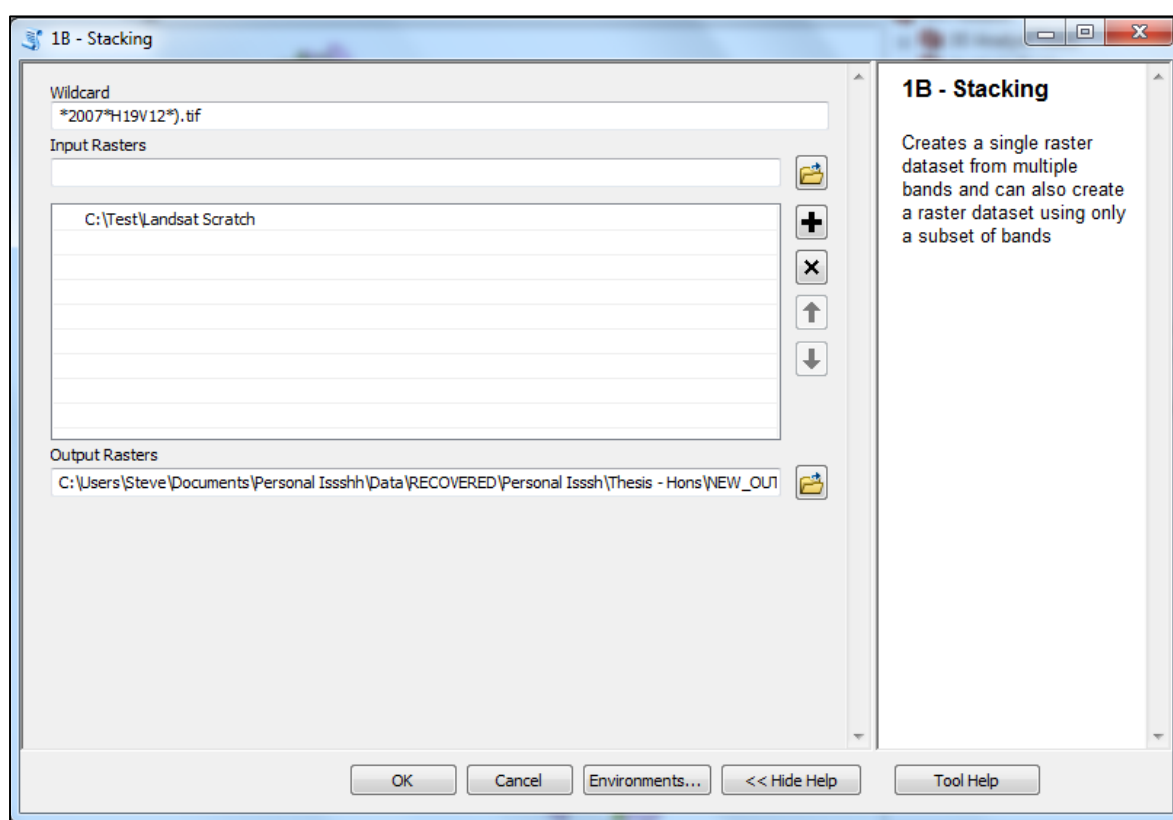 1B - Stacking
Wildcard
*2007*H19V12*).tif
Input Rasters
C:\Test\Landsat Scratch
Output Rasters
C:\Users\Steve\Documents\Personal Issshh\Data\RECOVERED\Personal Isssh\Thesis - Hons\NEW_OUT
OK
Cancel
Environments...
<< Hide Help
Tool Help
1B - Stacking
Creates a single raster
dataset from multiple
bands and can also create
a raster dataset using only
a subset of bands